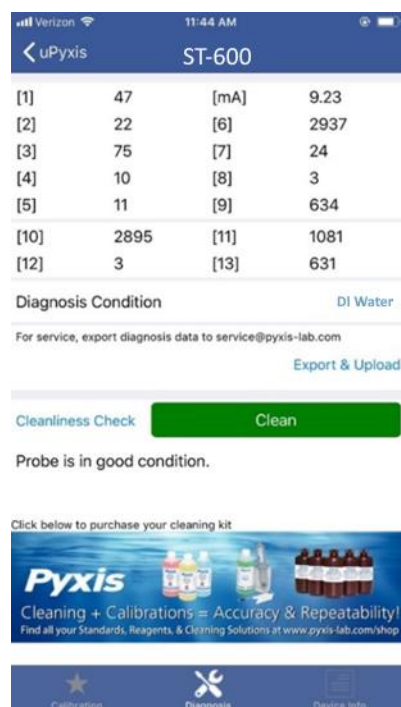 Verizon 11:44 AM
uPyxis ST-600
[1] 47 [mA] 9.23
[2] 22 [6] 2937
[3] 75 [7] 24
[4] 10 [8] 3
[5] 11 [9] 634
[10] 2895 [11] 1081
[12] 3 [13] 631
Diagnosis Condition DI Water
For service, export diagnosis data to service@pyxis-lab.com
Export & Upload
Cleanliness Check Clean
Probe is in good condition.
Click below to purchase your cleaning kit
Pyxis
Cleaning + Calibrations = Accuracy & Repeatability!
Find all your Standards, Reagents, & Cleaning Solutions at www.pyxis-lab.com/shop
Calibration Diagnosis Device Info